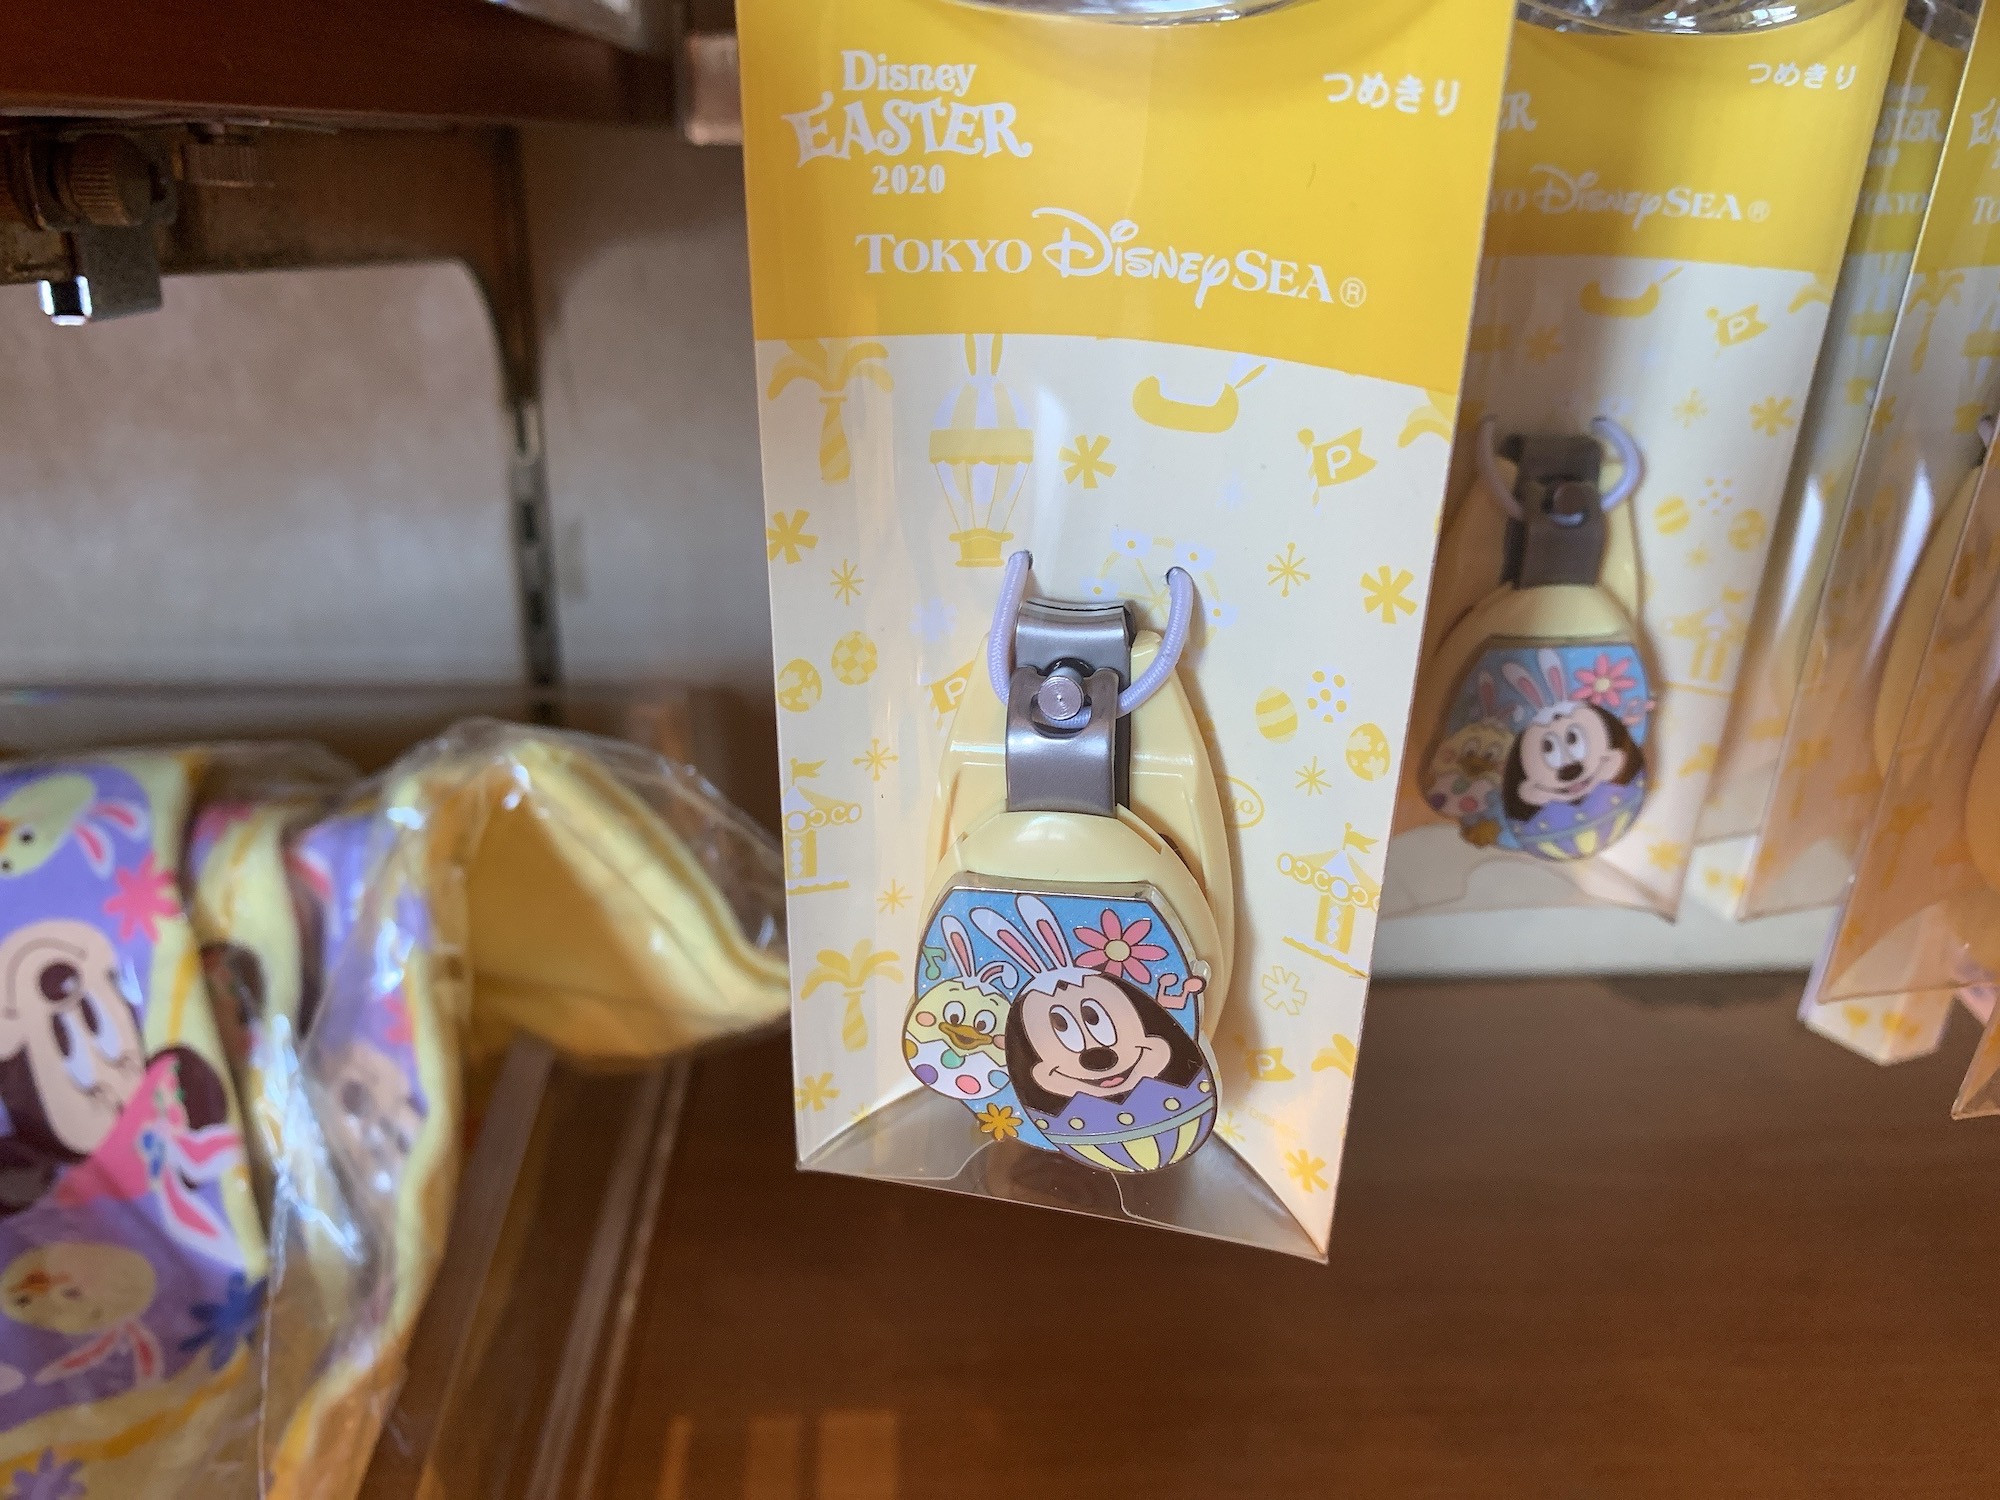 Disney
EASTER
2020
TOKYO DISNEYSEA®
つめきり
P
P
P
つめきり
DISNEYSEA®
P